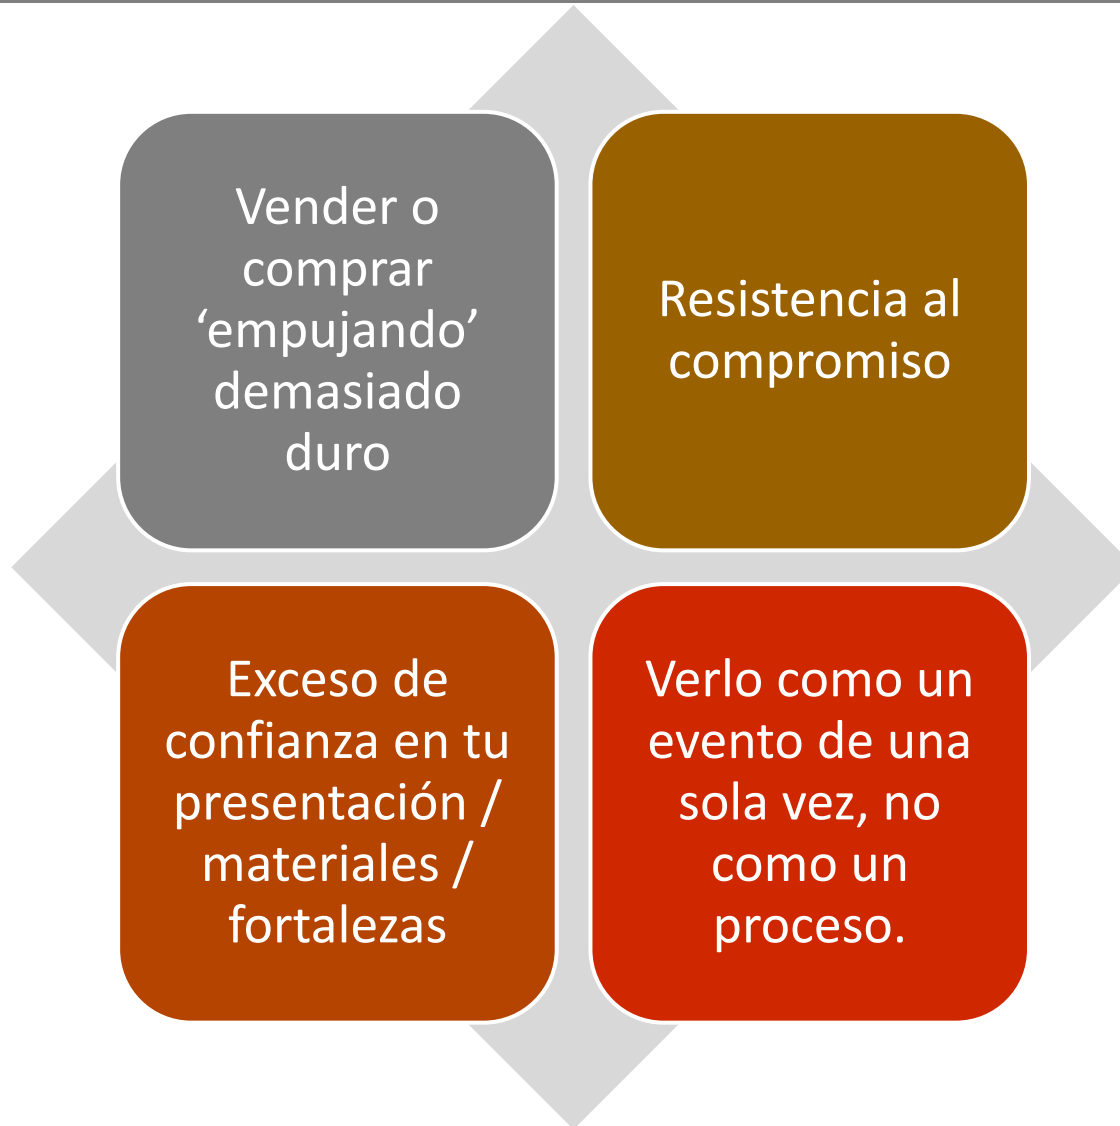 Vender o
comprar
‘empujando’
demasiado
duro
Resistencia al
compromiso
Exceso de
confianza en tu
presentación /
materiales /
fortalezas
Verlo como un
evento de una
sola vez, no
como un
proceso.